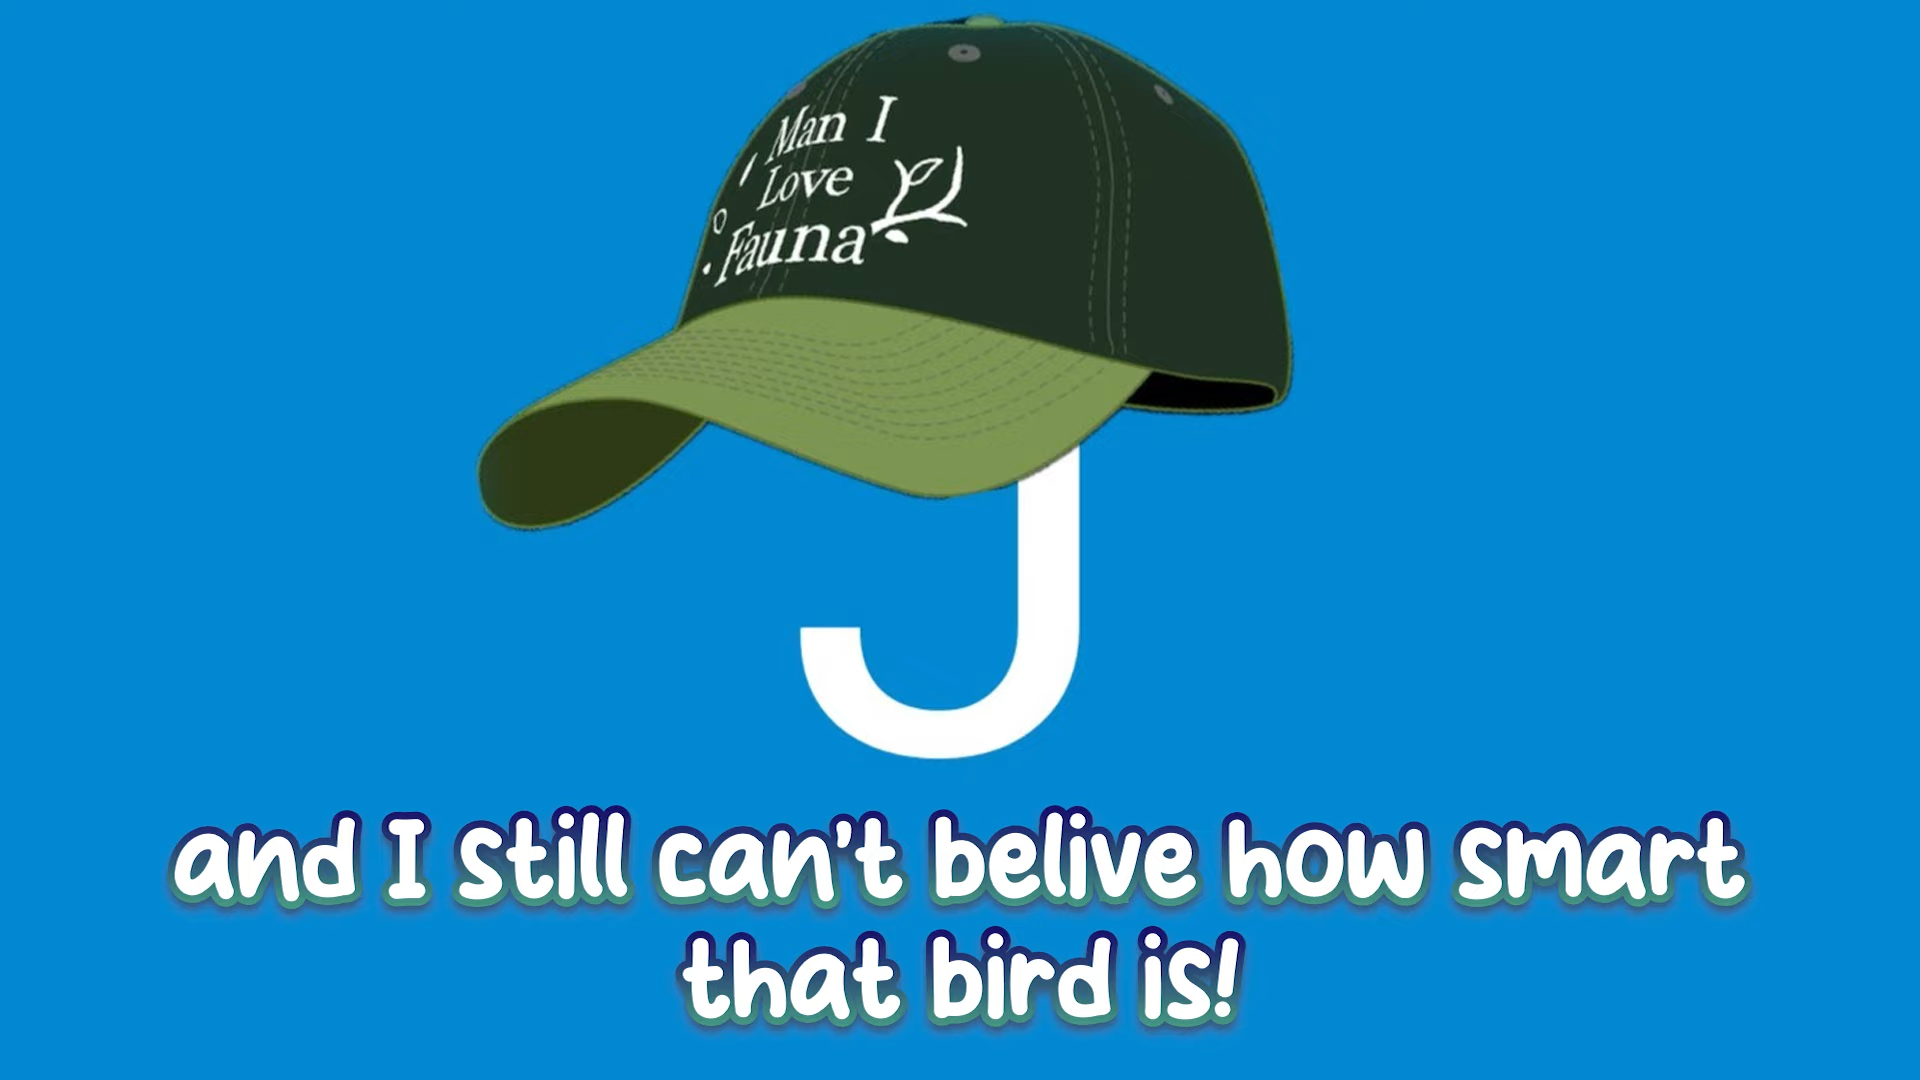 Man I
Love
Fauna
J
and I still can't belive how smart
that bird is!